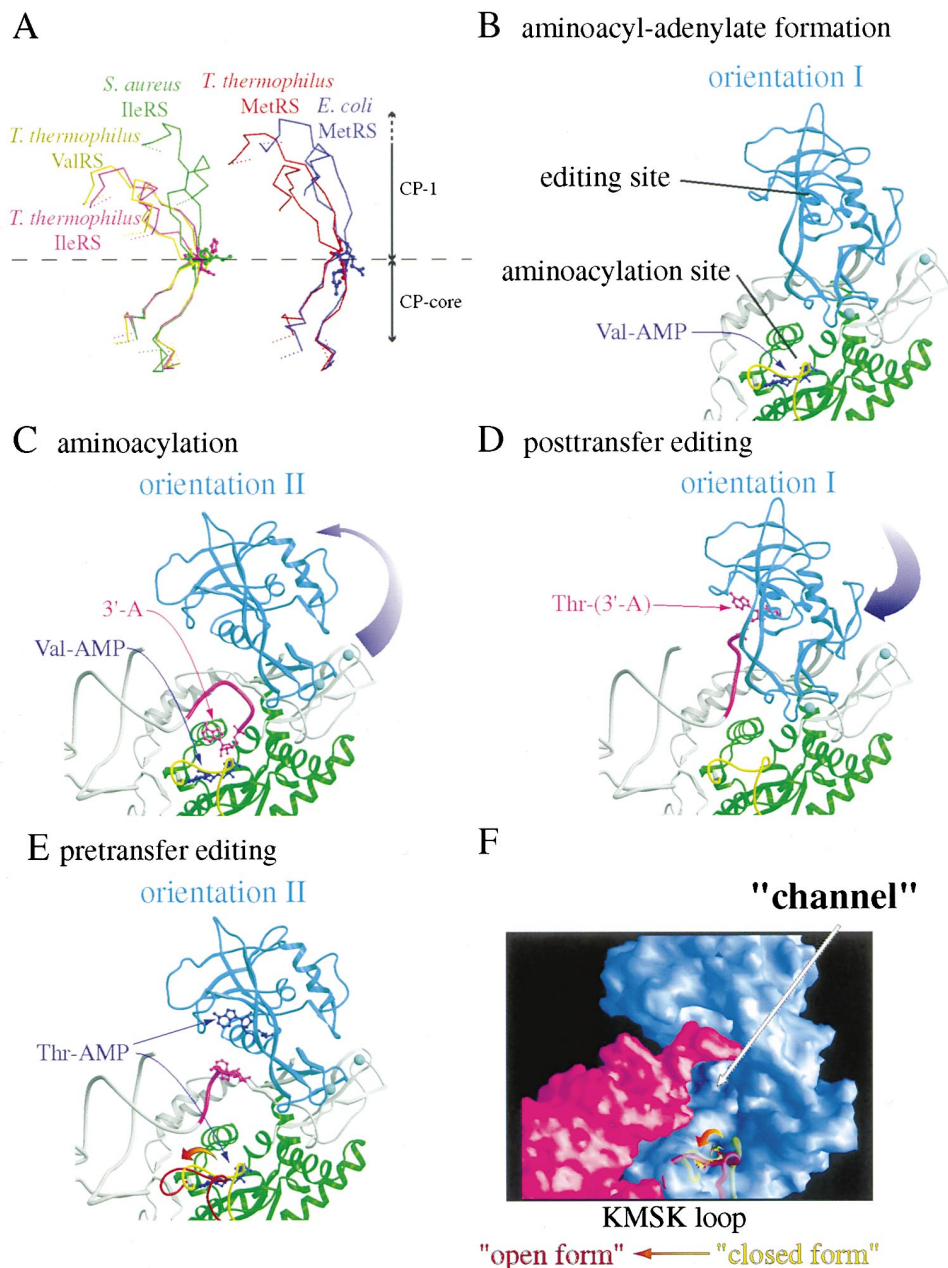 A
S. aureus
IleRS
T. thermophilus
MetRS
E. coli
MetRS
T. thermophilus
ValRS
T. thermophilus
IleRS
CP-1
CP-core
B aminoacyl-adenylate formation
orientation I
editing site
aminoacylation site
Val-AMP
C aminoacylation
orientation II
3'-A
Val-AMP
D posttransfer editing
orientation I
Thr-(3'-A)
E pretransfer editing
orientation II
Thr-AMP
F
"channel"
KMSK loop
"open form" "closed form"